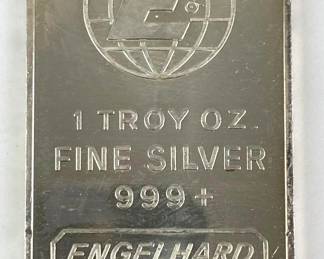 E
1 TROY OZ.
FINE SILVER
999+
ENGELHARD